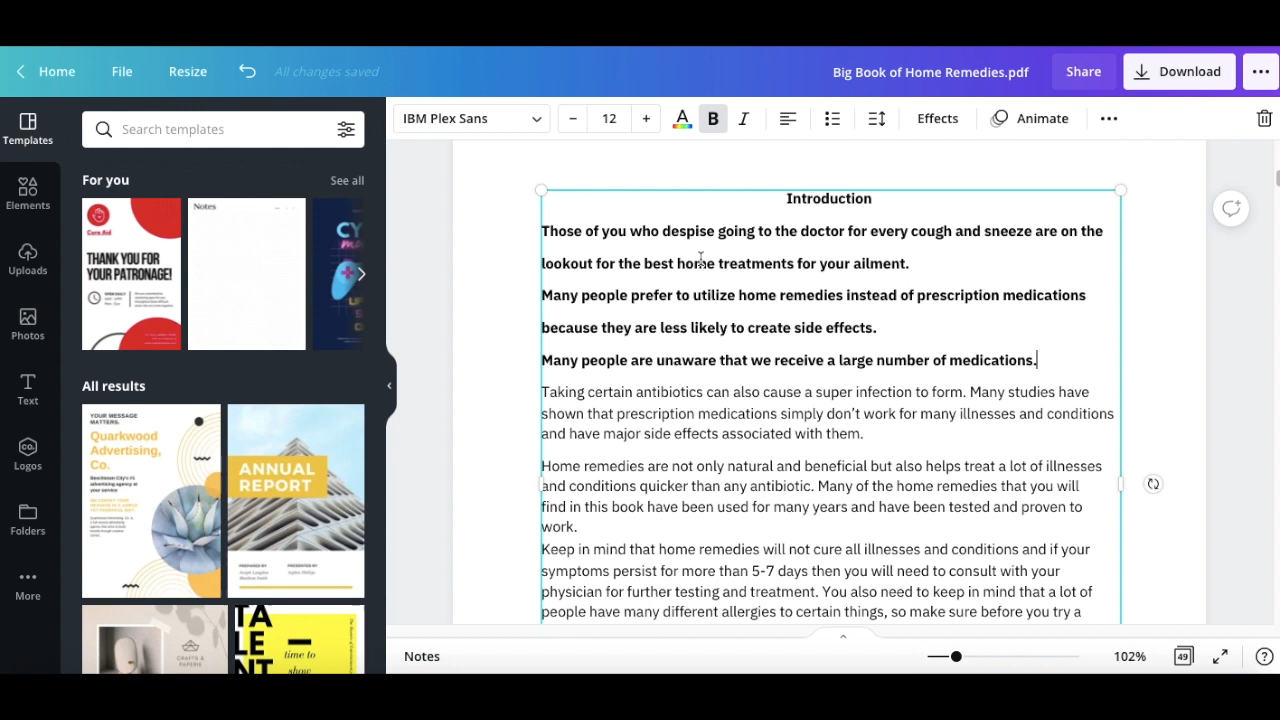 Home
File
Resize
All changes saved
Big Book of Home Remedies.pdf
Share
Download
IBM Plex Sans
12
A
B
I
Effects
Animate
Templates
Elements
Uploads
Photos
Text
Logos
Folders
More
Search templates
For you
See all
Cure Aid
THANK YOU FOR
YOUR PATRONAGE!
Notes
CY
All results
YOUR MESSAGE
MATTERS.
Quarkwood
Advertising,
Co.
ANNUAL
REPORT
CRAFTS &
PAPERIE
TA
LE
NT
time to
show
Introduction
Those of you who despise going to the doctor for every cough and sneeze are on the
lookout for the best home treatments for your ailment.
Many people prefer to utilize home remedies instead of prescription medications
because they are less likely to create side effects.
Many people are unaware that we receive a large number of medications.
Taking certain antibiotics can also cause a super infection to form. Many studies have
shown that prescription medications simply don’t work for many illnesses and conditions
and have major side effects associated with them.
Home remedies are not only natural and beneficial but also helps treat a lot of illnesses
and conditions quicker than any antibiotic. Many of the home remedies that you will
find in this book have been used for many years and have been tested and proven to
work.
Keep in mind that home remedies will not cure all illnesses and conditions and if your
symptoms persist for more than 5-7 days then you will need to consult with your
physician for further testing and treatment. You also need to keep in mind that a lot of
people have many different allergies to certain things, so make sure before you try a
Notes
102%
49